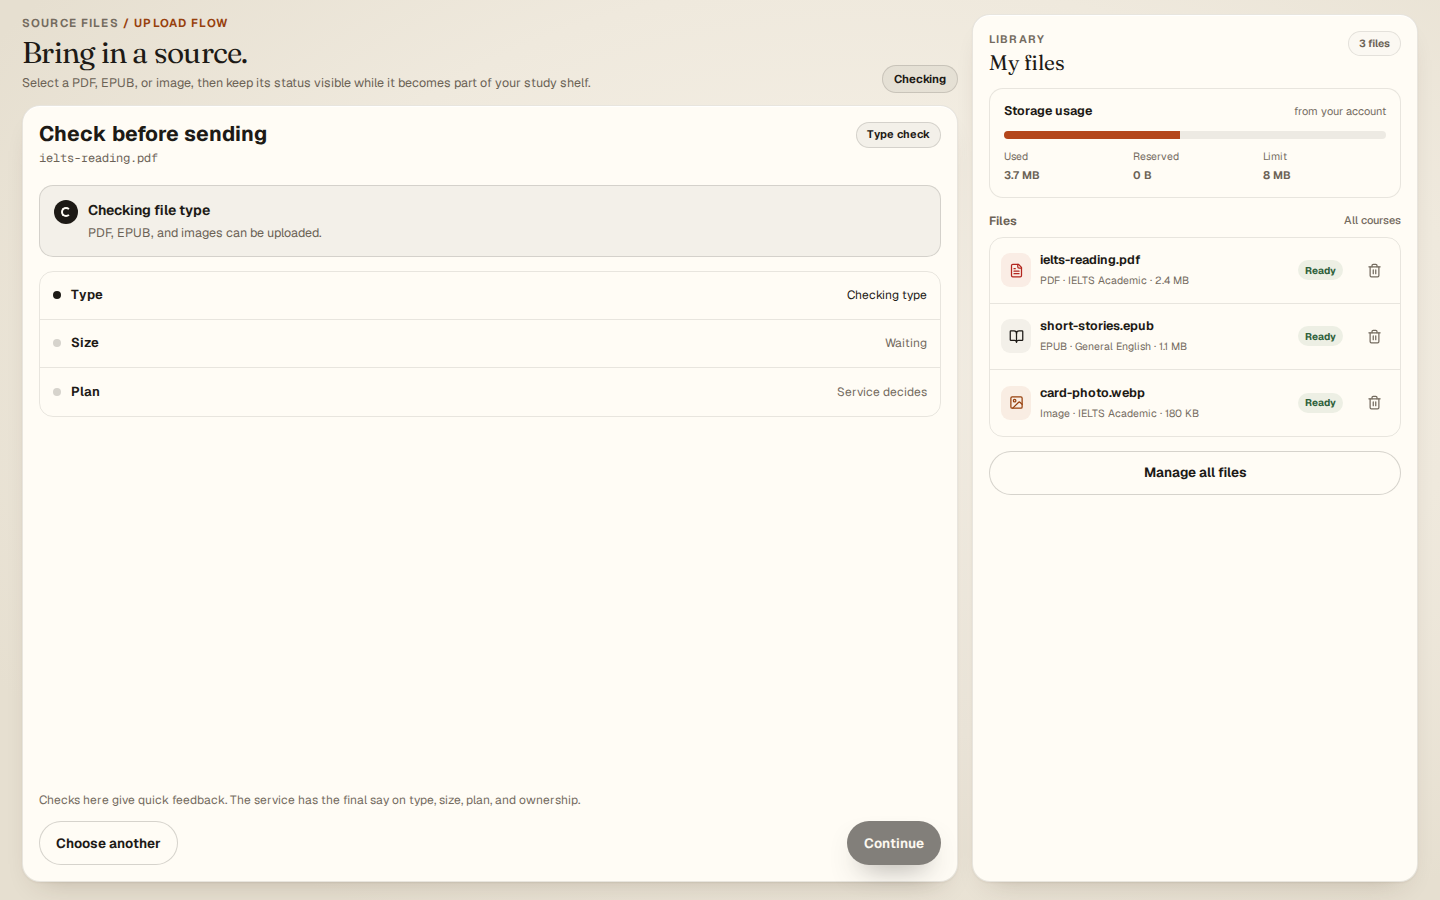 SOURCE FILES / UPLOAD FLOW
Bring in a source.
Select a PDF, EPUB, or image, then keep its status visible while it becomes part of your study shelf.
Checking
Check before sending
ielts-reading.pdf
Type check
C
Checking file type
PDF, EPUB, and images can be uploaded.
Type
Checking type
Size
Waiting
Plan
Service decides
Checks here give quick feedback. The service has the final say on type, size, plan, and ownership.
Choose another
Continue
LIBRARY
My files
3 files
Storage usage
from your account
Used
Reserved
Limit
3.7 MB
0 B
8 MB
Files
All courses
ielts-reading.pdf
PDF · IELTS Academic · 2.4 MB
Ready
short-stories.epub
EPUB · General English · 1.1 MB
Ready
card-photo.webp
Image · IELTS Academic · 180 KB
Ready
Manage all files